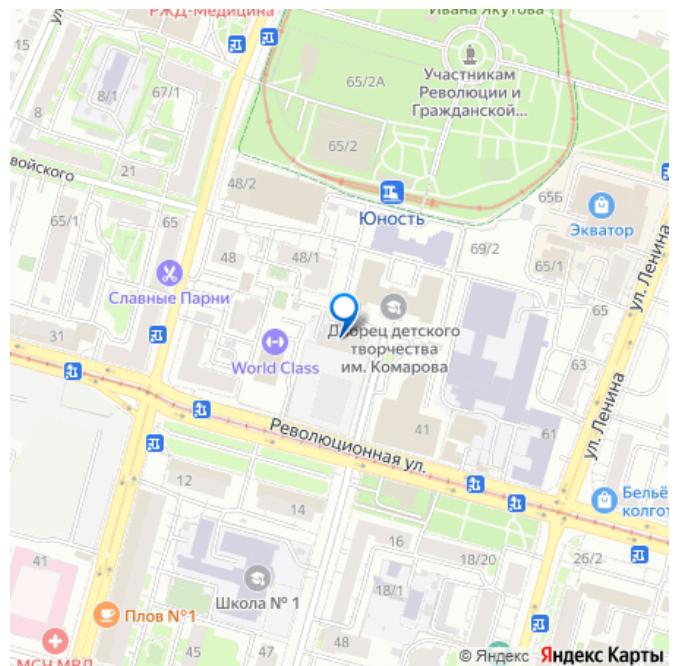 РЖД-Медицина
Ивана Якутова
15
67/1
8/1
65/2А
Участникам
Революции и
Гражданской...
8
65/2
21
войского
48/2
65Б
Юность
Экватор
65/1
65
48
48/1
69/2
65/1
ул. Ленина
Славные Парни
65
31
World Class
Дворец детского
творчества
им. Комарова
63
ул. Ленина
Революционная ул.
41
61
12
14
Бельё
колгот
16
18/20
26/2
41
Школа № 1
18/1
Плов №1
47
48
МСЧ МВД
© Яндекс Яндекс Карты